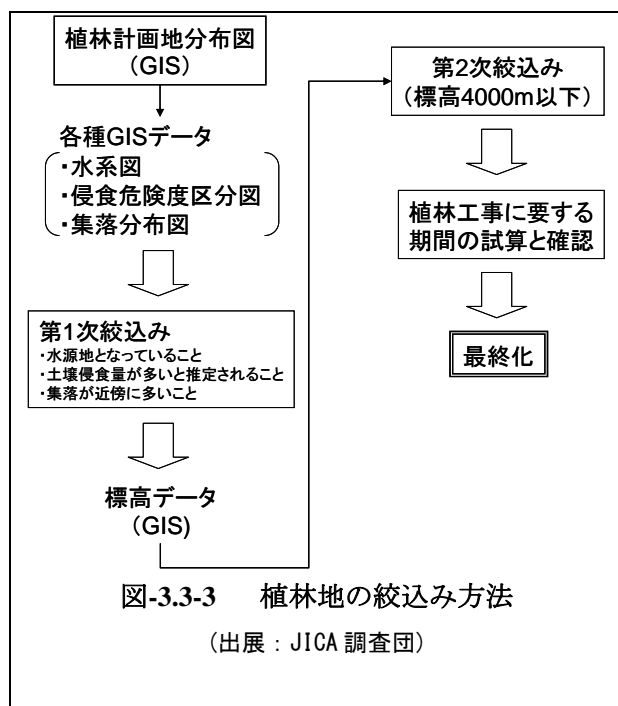 植林計画地分布図
(GIS)
各種GISデータ
・水系図
・侵食危険度区分図
・集落分布図
第1次絞込み
・水源地となっていること
・土壌侵食量が多いと推定されること
・集落が近傍に多いこと
標高データ
(GIS)
第2次絞込み
(標高4000m以下)
植林工事に要する
期間の試算と確認
最終化
図-3.3-3 植林地の絞込み方法
(出展：JICA 調査団)